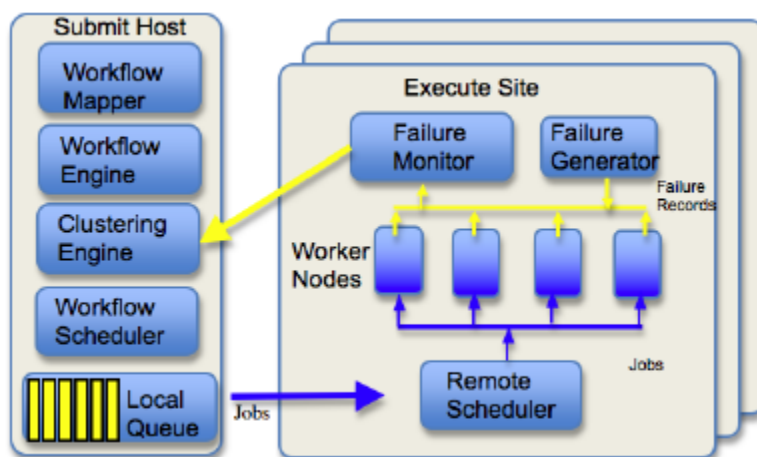 Submit Host
Workflow
Mapper
Workflow
Engine
Clustering
Engine
Workflow
Scheduler
Local
Queue
Jobs
Execute Site
Failure
Monitor
Failure
Generator
Failure
Records
Worker
Nodes
Jobs
Remote
Scheduler